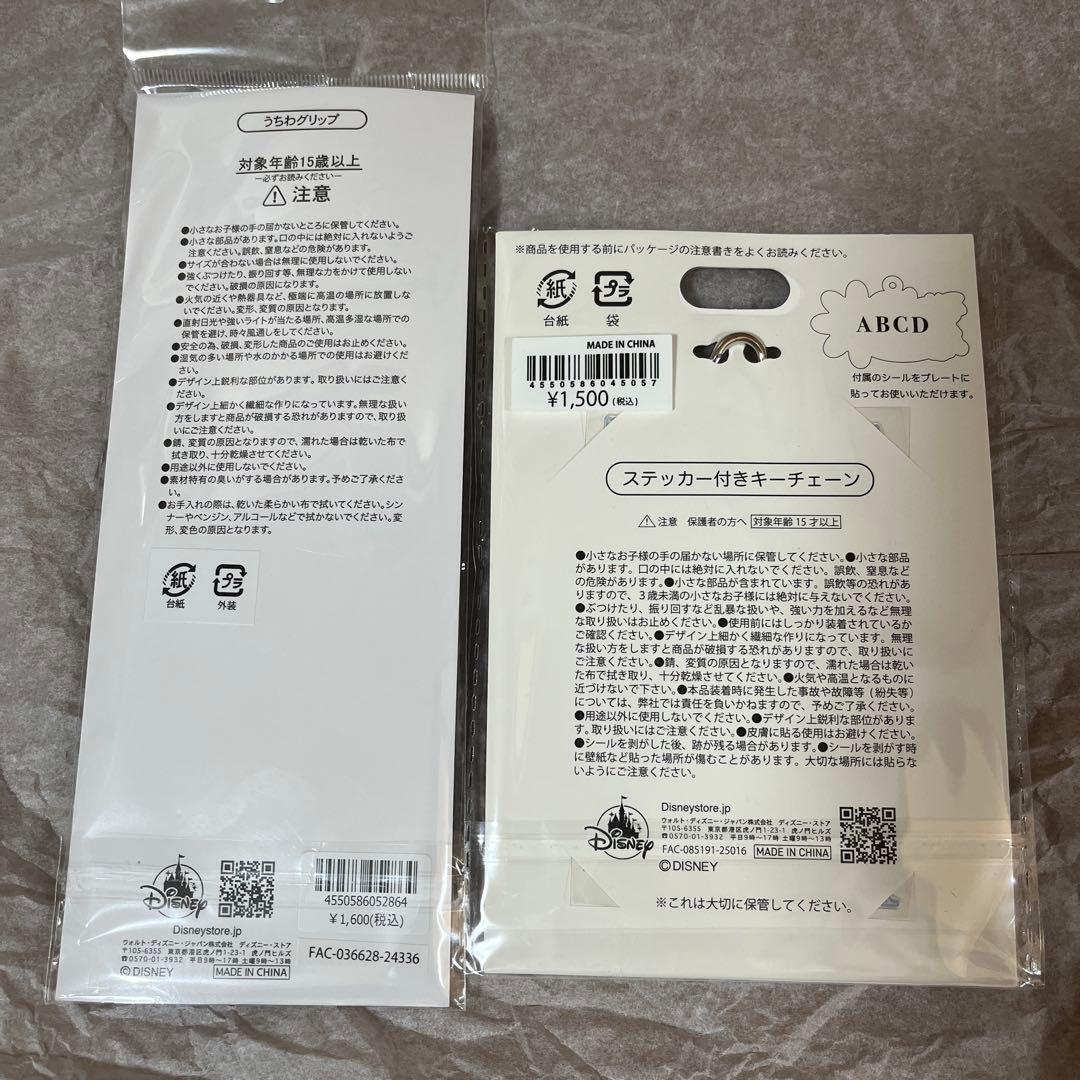 うちわグリップ
対象年齢15歳以上
ー必ずお読みくださいー
注意
●小さなお子様の手の届かないところに保管してください。
●小さな部品があります。口の中には絶対に入れないようご
注意ください。誤飲、窒息などの危険があります。
●サイズが合わない場合は無理に使用しないでください。
●強くぶつけたり、振り回す等、無理な力をかけて使用しない
でください。破損の原因になります。
●火気の近くや熱器具など、極端に高温の場所に放置しな
いでください。変形、変質の原因となります。
●直射日光や強いライトが当たる場所、高温多湿な場所での
保管を避け、時々風通しをしてください。
●安全の為、破損、変形した商品のご使用はお止めください。
●湿気の多い場所や水のかかる場所での使用はお避けくだ
さい。
●デザイン上鋭利な部位があります。取り扱いにはご注意く
ださい。
●デザイン上細かく繊細な作りになっています。無理な扱い
方をしますと商品が破損する恐れがありますので、取り扱
いにご注意ください。
●錆、変質の原因となりますので、濡れた場合は乾いた布で
拭き取り、十分乾燥させてください。
●用途以外に使用しないでください。
●素材特有の臭いがする場合があります。予めご了承くださ
い。
●お手入れの際は、乾いた柔らかい布で拭いてください。シン
ナーやベンジン、アルコールなどで拭かないでください。変
形、変色の原因となります。
紙 プラ
台紙 外装
Disney
Disneystore.jp
ウォルト・ディズニー・ジャパン株式会社 ディズニー・ストア
〒105-6355 東京都港区虎ノ門1-23-1 虎ノ門ヒルズ
☎0570-01-3932 平日9時～17時 土曜9時～13時
©DISNEY MADE IN CHINA
4550586052864
¥1,600(税込)
FAC-036628-24336
※商品を使用する前にパッケージの注意書きをよくお読みください。
紙 プラ
台紙 袋
MADE IN CHINA
4550586045057
¥1,500(税込)
ABCD
付属のシールをプレートに
貼ってお使いいただけます。
ステッカー付きキーチェーン
注意 保護者の方へ 対象年齢15才以上
●小さなお子様の手の届かない場所に保管してください。●小さな部品
があります。口の中には絶対に入れないでください。誤飲、窒息など
の危険があります。●小さな部品が含まれています。誤飲等の恐れがあ
りますので、3歳未満の小さなお子様には絶対に与えないでください。
●ぶつけたり、振り回すなど乱暴な扱いや、強い力を加えるなど無理
な取り扱いはお止めください。●使用前にはしっかり装着されているか
ご確認ください。●デザイン上細かく繊細な作りになっています。無理
な扱い方をしますと商品が破損する恐れがありますので、取り扱いに
ご注意ください。●錆、変質の原因となりますので、濡れた場合は乾い
た布で拭き取り、十分乾燥させてください。●火気や高温となるものに
近づけないで下さい。●本品装着時に発生した事故や故障等（紛失等）
については、弊社では責任を負いかねますので、予めご了承ください。
●用途以外に使用しないでください。●デザイン上鋭利な部位がありま
す。取り扱いにはご注意ください。●皮膚に貼る使用はお避けください。
●シールを剥がした後、跡が残る場合があります。●シールを剥がす時
に壁紙など貼った場所が傷むことがあります。大切な場所には貼らな
いようにご注意ください。
Disney
Disneystore.jp
ウォルト・ディズニー・ジャパン株式会社 ディズニー・ストア
〒105-6355 東京都港区虎ノ門1-23-1 虎ノ門ヒルズ
☎0570-01-3932 平日9時～17時 土曜9時～13時
FAC-085191-25016 MADE IN CHINA
©DISNEY
※これは大切に保管してください。